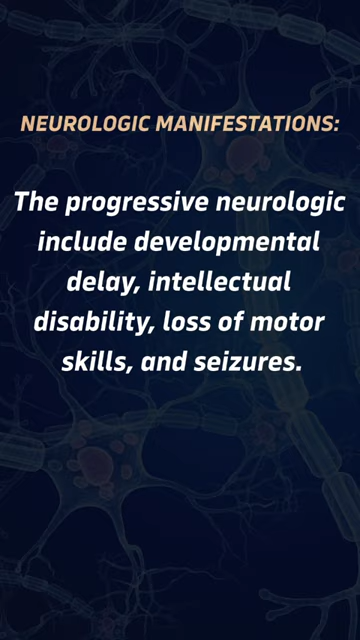 NEUROLOGIC MANIFESTATIONS:
The progressive neurologic
include developmental
delay, intellectual
disability, loss of motor
skills, and seizures.